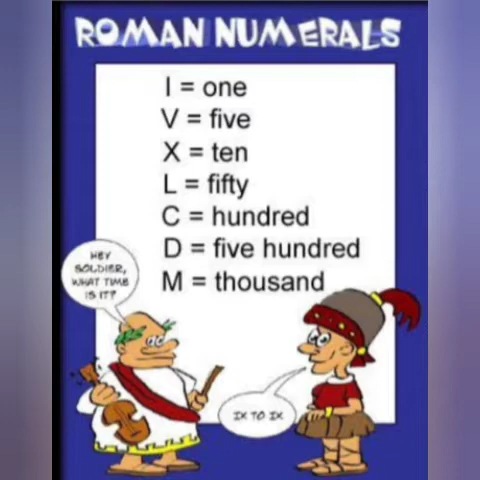 ROMAN NUMERALS
I = one
V = five
X = ten
L = fifty
C = hundred
D = five hundred
M = thousand
HEY
SOLDIER,
WHAT TIME
IS IT?
IX TO IX